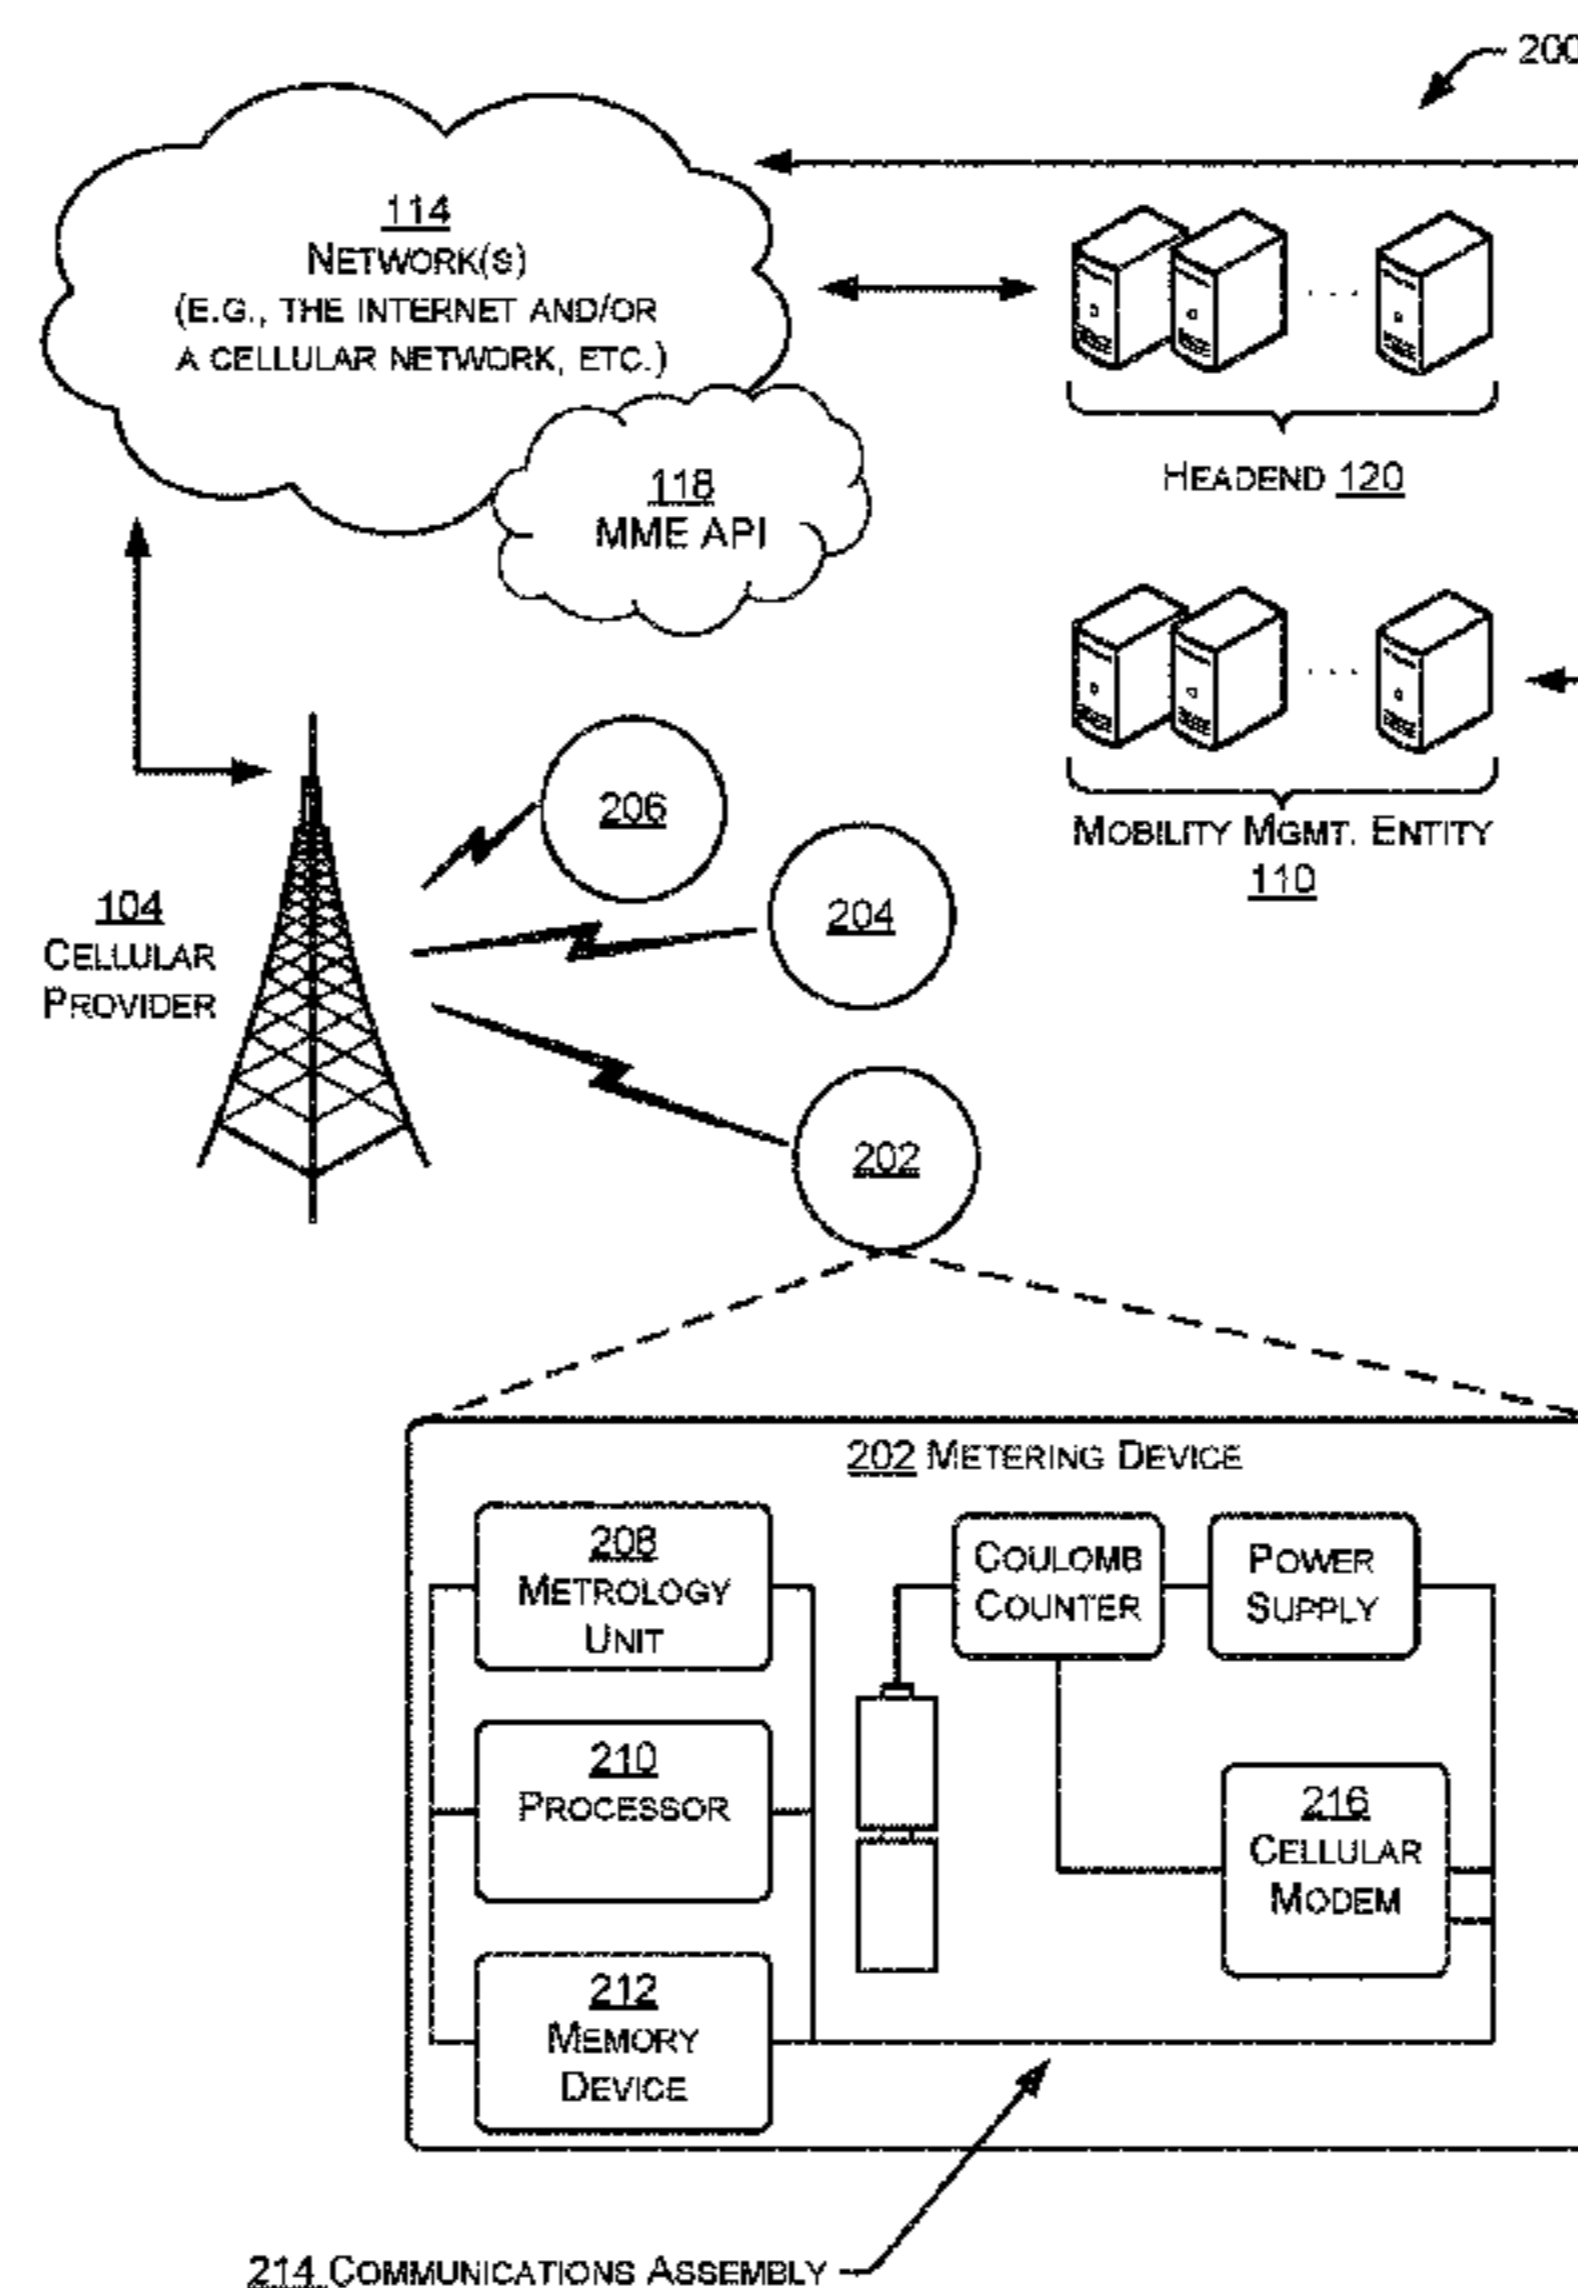 200
114
NETWORK(S)
(E.G., THE INTERNET AND/OR
A CELLULAR NETWORK, ETC.)
118
MME API
HEADEND 120
MOBILITY MGMT. ENTITY
110
104
CELLULAR
PROVIDER
206
204
202
202 METERING DEVICE
208
METROLOGY
UNIT
COULOMB
COUNTER
POWER
SUPPLY
210
PROCESSOR
216
CELLULAR
MODEM
212
MEMORY
DEVICE
214 COMMUNICATIONS ASSEMBLY